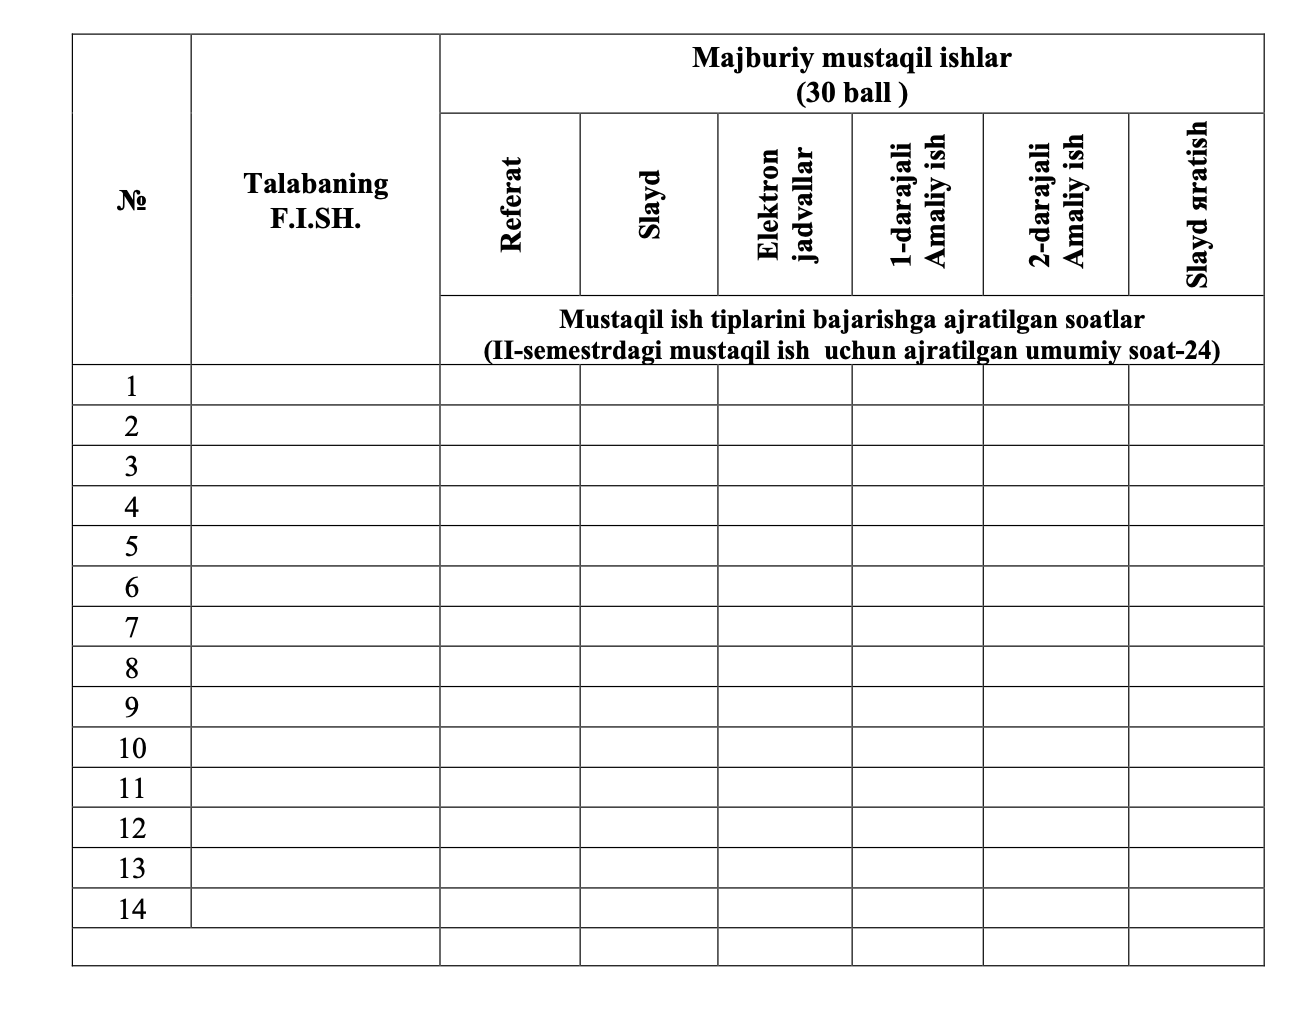 №
Talabaning
F.I.SH.
Majburiy mustaqil ishlar
(30 ball )
Referat
Slayd
Elektron
jadvallar
1-darajali
Amaliy ish
2-darajali
Amaliy ish
Slayd яratish
Mustaqil ish tiplarini bajarishga ajratilgan soatlar
(II-semestrdagi mustaqil ish uchun ajratilgan umumiy soat-24)
1
2
3
4
5
6
7
8
9
10
11
12
13
14